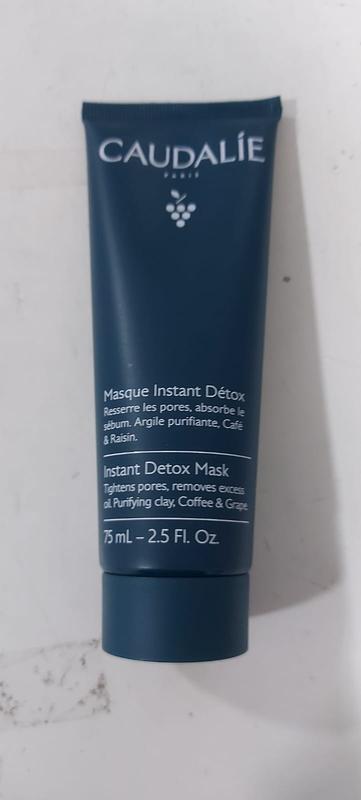 CAUDALÍE
PARIS
Masque Instant Détox
Resserre les pores, absorbe le
sébum. Argile purifiante, Café
& Raisin.
Instant Detox Mask
Tightens pores, removes excess
oil. Purifying clay, Coffee & Grape.
75 mL – 2.5 Fl. Oz.